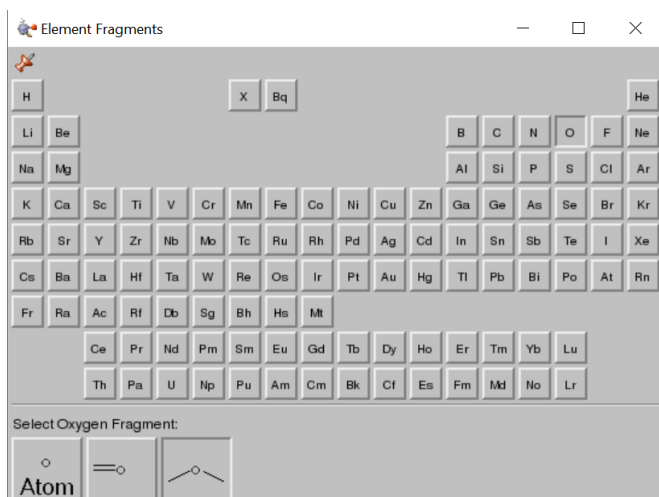 Element Fragments
H X Bq He
Li Be B C N O F Ne
Na Mg Al Si P S Cl Ar
K Ca Sc Ti V Cr Mn Fe Co Ni Cu Zn Ga Ge As Se Br Kr
Rb Sr Y Zr Nb Mo Tc Ru Rh Pd Ag Cd In Sn Sb Te I Xe
Cs Ba La Hf Ta W Re Os Ir Pt Au Hg Tl Pb Bi Po At Rn
Fr Ra Ac Rf Db Sg Bh Hs Mt
Ce Pr Nd Pm Sm Eu Gd Tb Dy Ho Er Tm Yb Lu
Th Pa U Np Pu Am Cm Bk Cf Es Fm Md No Lr
Select Oxygen Fragment:
Atom